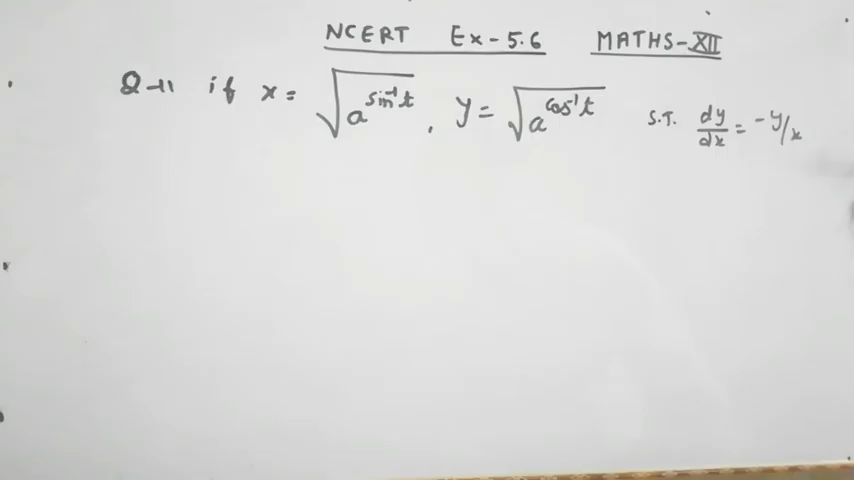 NCERT Ex-5.6 MATHS-XII
Q-11 if x = √(a^(sin⁻¹t)), y = √(a^(cos⁻¹t)) S.T. dy/dx = -y/x